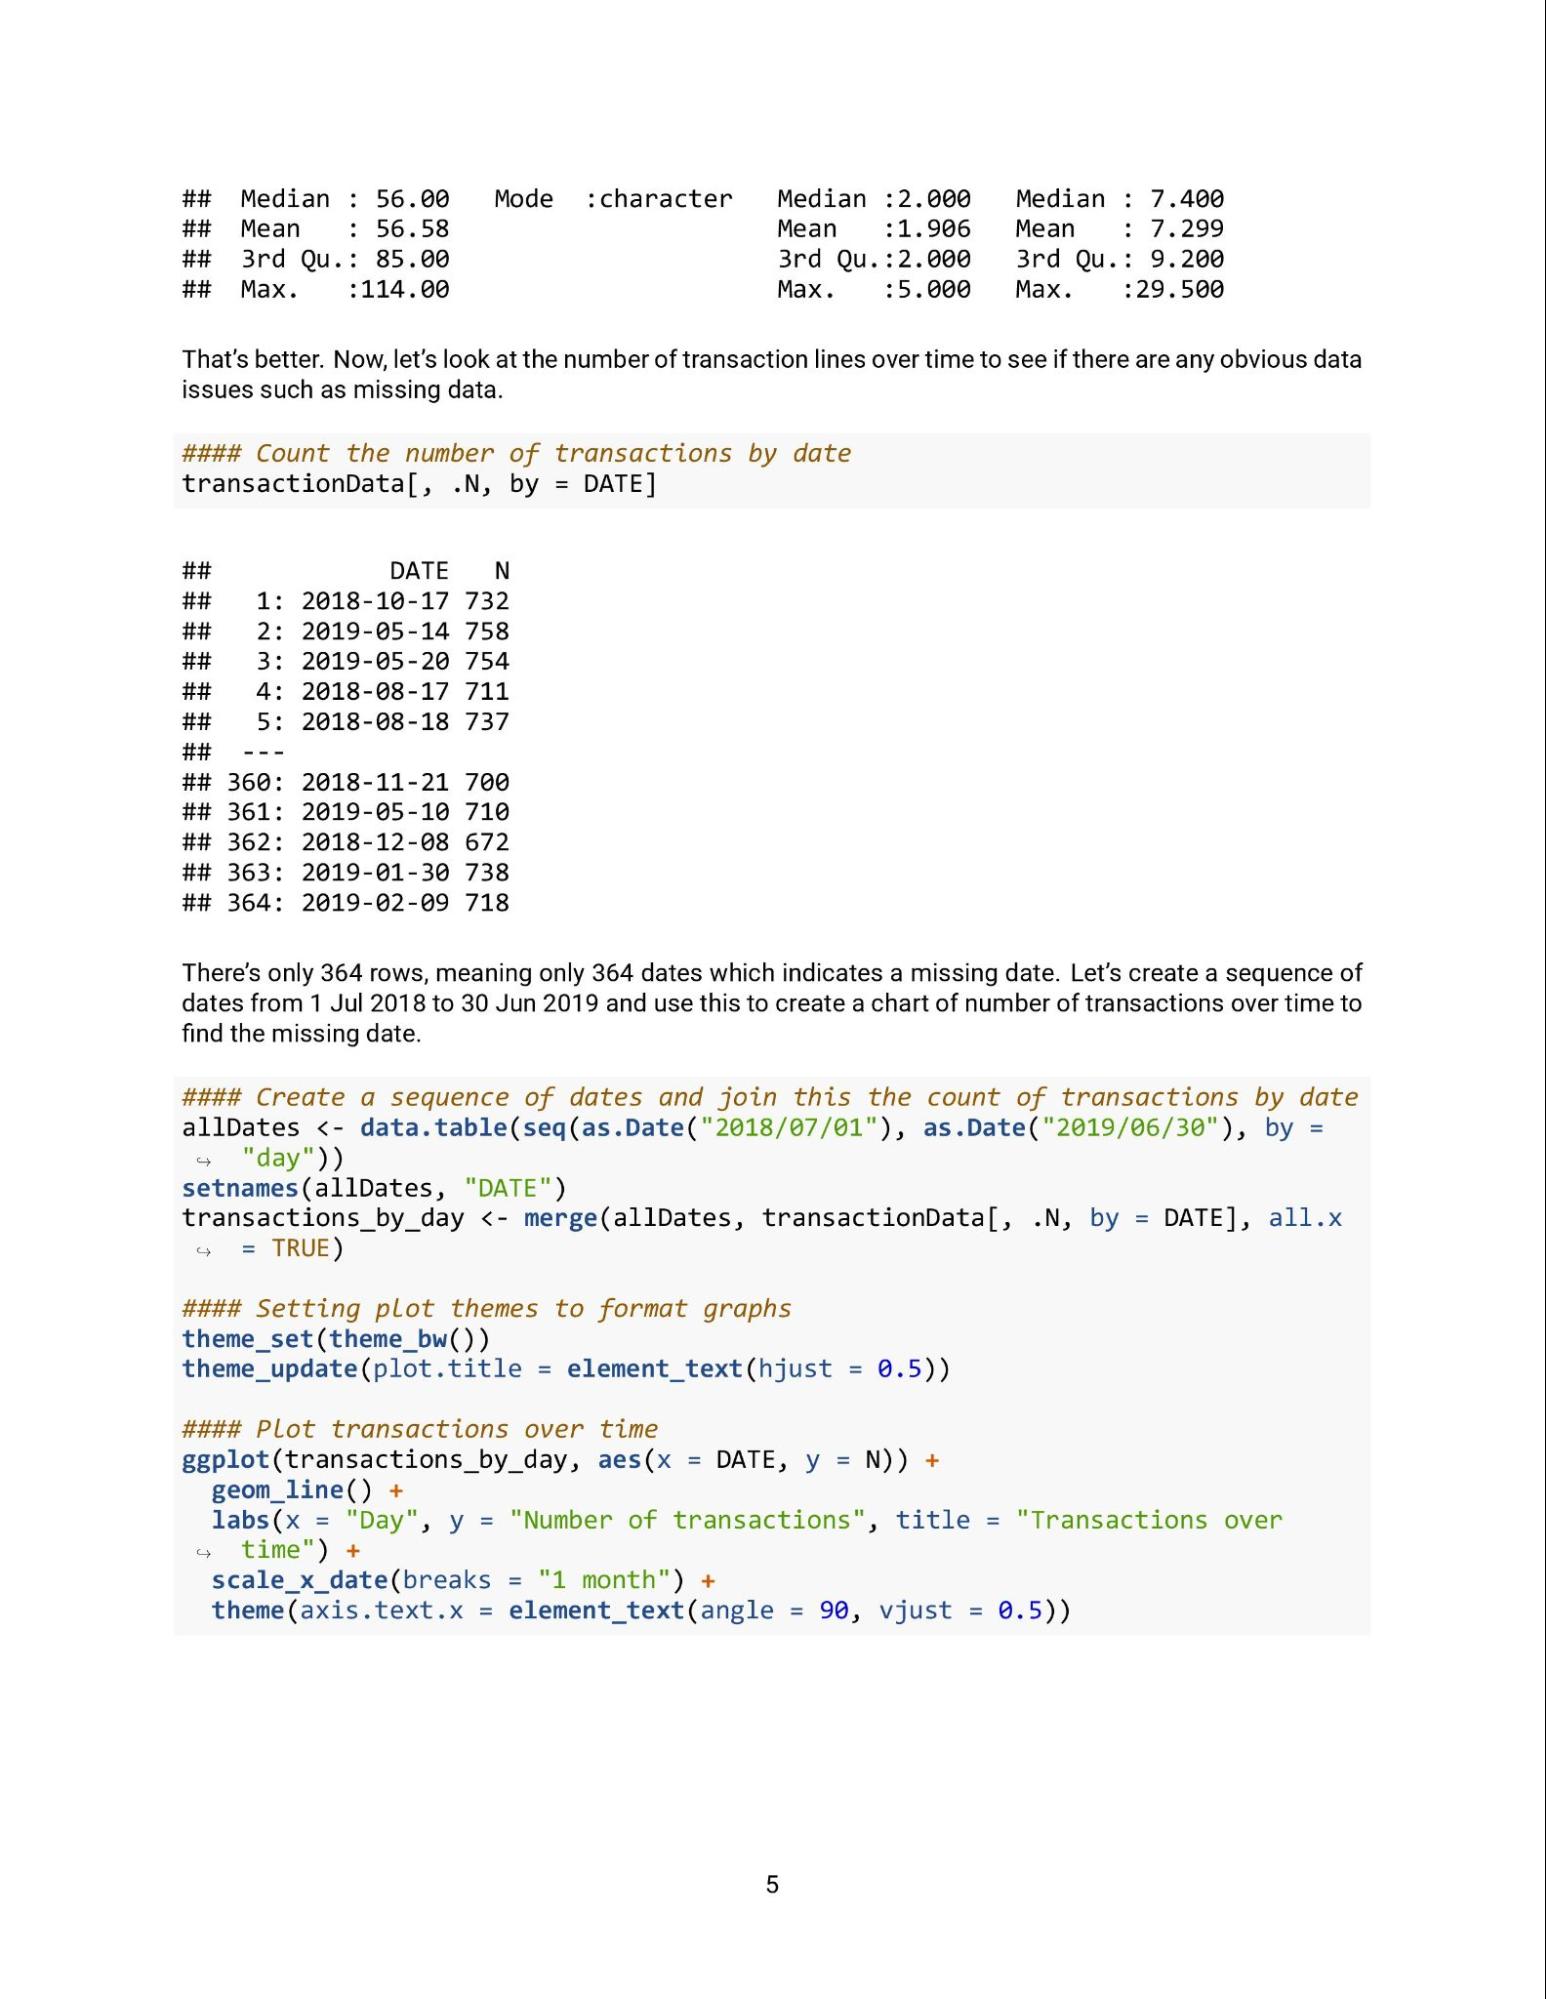 ##  Median : 56.00   Mode  :character   Median :2.000   Median : 7.400
##  Mean   : 56.58                      Mean   :1.906   Mean   : 7.299
##  3rd Qu.: 85.00                      3rd Qu.:2.000   3rd Qu.: 9.200
##  Max.   :114.00                      Max.   :5.000   Max.   :29.500
That's better. Now, let's look at the number of transaction lines over time to see if there are any obvious data
issues such as missing data.
#### Count the number of transactions by date
transactionData[, .N, by = DATE]
##            DATE   N
##   1: 2018-10-17 732
##   2: 2019-05-14 758
##   3: 2019-05-20 754
##   4: 2018-08-17 711
##   5: 2018-08-18 737
##  ---
## 360: 2018-11-21 700
## 361: 2019-05-10 710
## 362: 2018-12-08 672
## 363: 2019-01-30 738
## 364: 2019-02-09 718
There's only 364 rows, meaning only 364 dates which indicates a missing date. Let's create a sequence of
dates from 1 Jul 2018 to 30 Jun 2019 and use this to create a chart of number of transactions over time to
find the missing date.
#### Create a sequence of dates and join this the count of transactions by date
allDates <- data.table(seq(as.Date("2018/07/01"), as.Date("2019/06/30"), by =
↪  "day"))
setnames(allDates, "DATE")
transactions_by_day <- merge(allDates, transactionData[, .N, by = DATE], all.x
↪  = TRUE)
#### Setting plot themes to format graphs
theme_set(theme_bw())
theme_update(plot.title = element_text(hjust = 0.5))
#### Plot transactions over time
ggplot(transactions_by_day, aes(x = DATE, y = N)) +
  geom_line() +
  labs(x = "Day", y = "Number of transactions", title = "Transactions over
↪  time") +
  scale_x_date(breaks = "1 month") +
  theme(axis.text.x = element_text(angle = 90, vjust = 0.5))
5